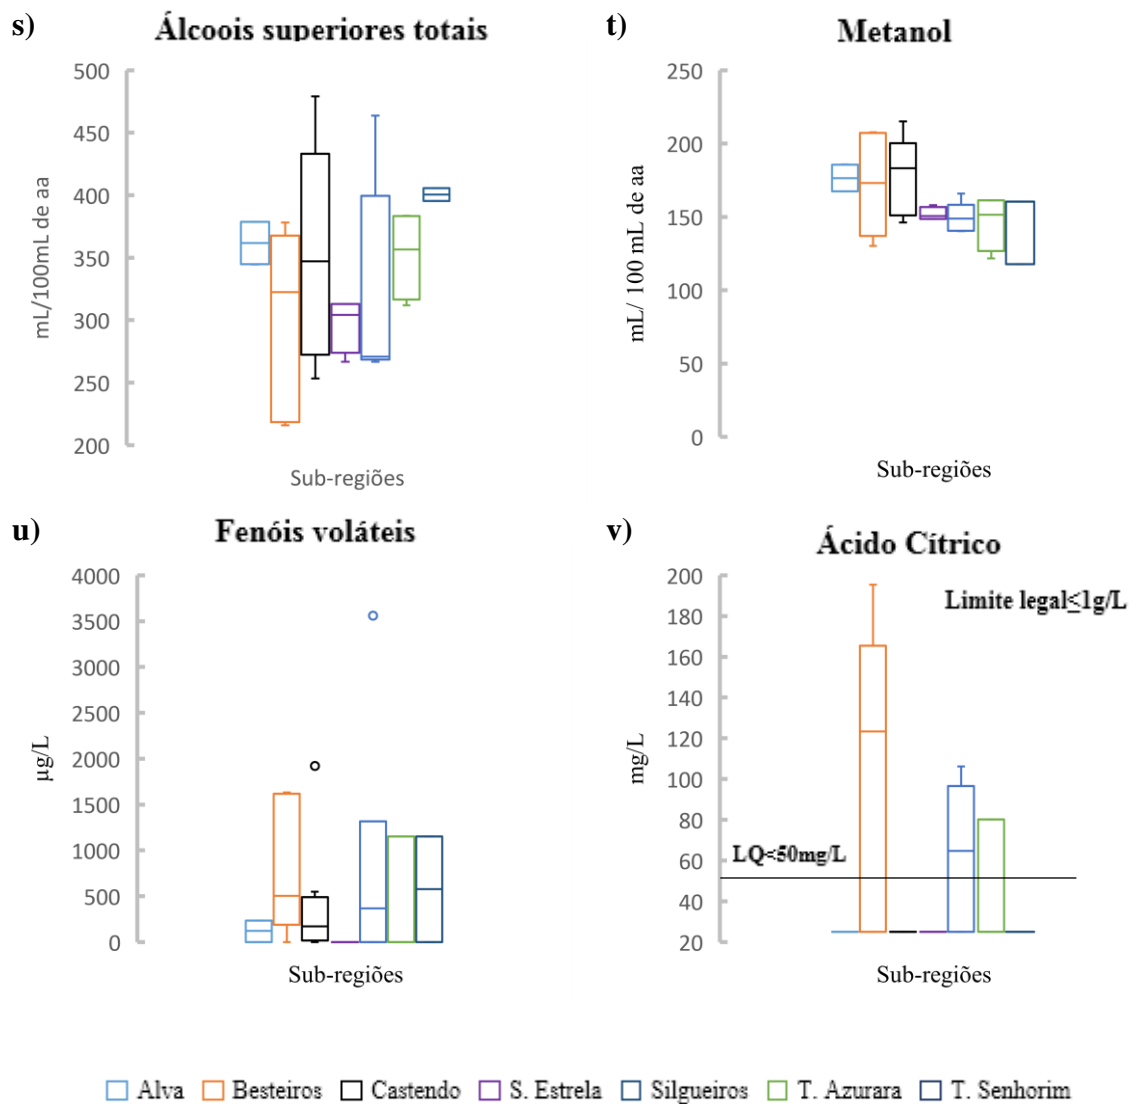 s)
Álcoois superiores totais
500
450
400
350
300
250
200
mL/100mL de aa
Sub-regiões
t)
Metanol
250
200
150
100
50
0
mL/ 100 mL de aa
Sub-regiões
u)
Fenóis voláteis
4000
3500
3000
2500
2000
1500
1000
500
0
µg/L
Sub-regiões
v)
Ácido Cítrico
200
180
160
140
120
100
80
60
40
20
mg/L
Limite legal≤1g/L
LQ<50mg/L
Sub-regiões
Alva Besteiros Castendo S. Estrela Silgueiros T. Azurara T. Senhorim